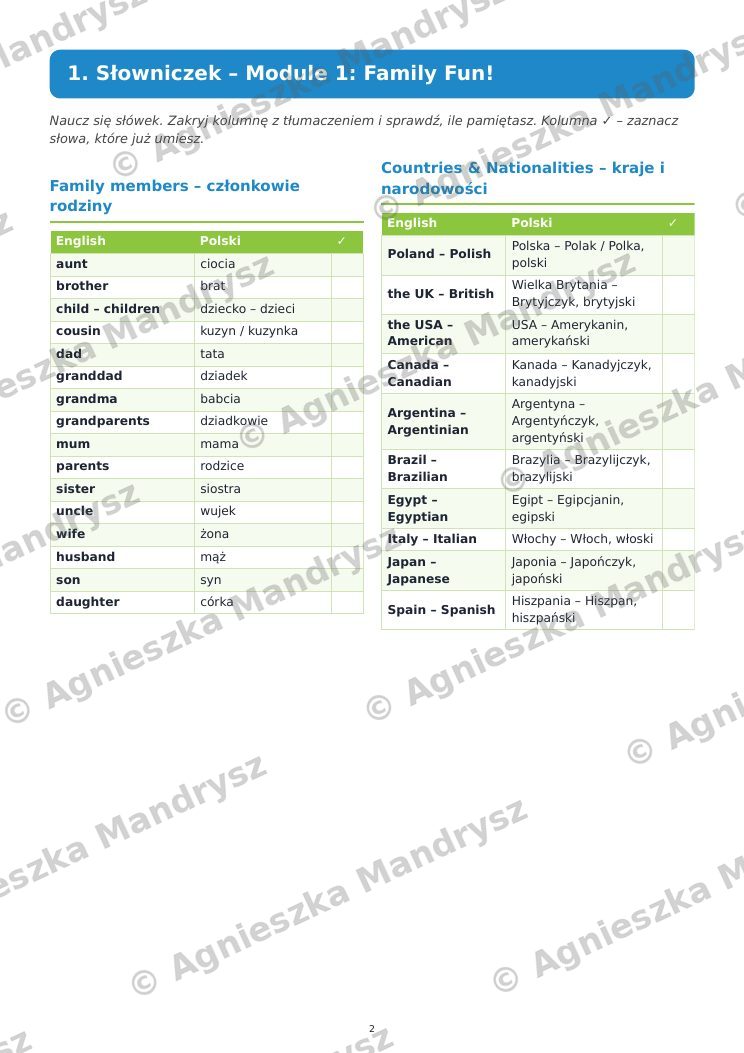 1. Słowniczek – Module 1: Family Fun!
Naucz się słówek. Zakryj kolumnę z tłumaczeniem i sprawdź, ile pamiętasz. Kolumna ✓ – zaznacz
słowa, które już umiesz.
Family members – członkowie
rodziny
English Polski ✓
aunt ciocia
brother brat
child – children dziecko – dzieci
cousin kuzyn / kuzynka
dad tata
granddad dziadek
grandma babcia
grandparents dziadkowie
mum mama
parents rodzice
sister siostra
uncle wujek
wife żona
husband mąż
son syn
daughter córka
Countries & Nationalities – kraje i
narodowości
English Polski ✓
Poland – Polish Polska – Polak / Polka,
polski
the UK – British Wielka Brytania –
Brytyjczyk, brytyjski
the USA – USA – Amerykanin,
American amerykański
Canada – Kanada – Kanadyjczyk,
Canadian kanadyjski
Argentina – Argentyna –
Argentinian Argentyńczyk,
argentyński
Brazil – Brazylia – Brazylijczyk,
Brazilian brazylijski
Egypt – Egipt – Egipcjanin,
Egyptian egipski
Italy – Italian Włochy – Włoch, włoski
Japan – Japonia – Japończyk,
Japanese japoński
Spain – Spanish Hiszpania – Hiszpan,
hiszpański
© Agnieszka Mandrysz
2